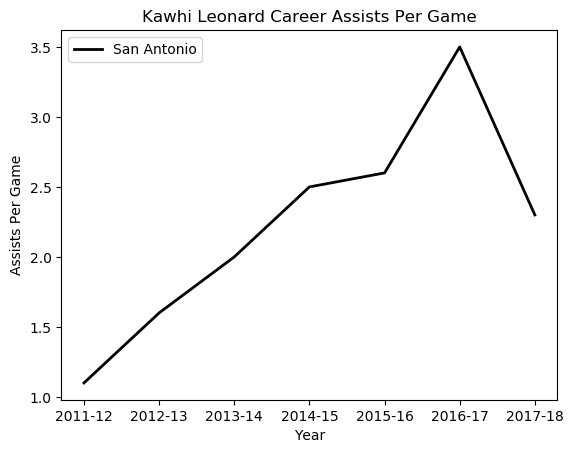 Kawhi Leonard Career Assists Per Game
San Antonio
Assists Per Game
3.5
3.0
2.5
2.0
1.5
1.0
2011-12 2012-13 2013-14 2014-15 2015-16 2016-17 2017-18
Year